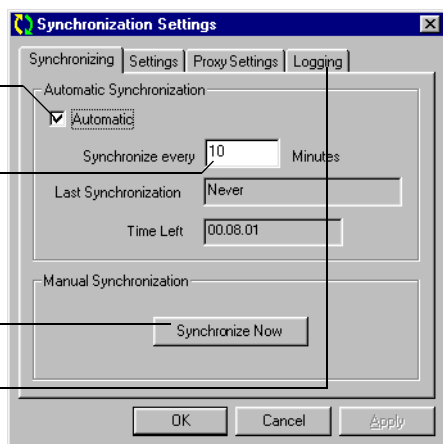 Synchronization Settings
Synchronizing Settings Proxy Settings Logging
Automatic Synchronization
Automatic
Synchronize every 10 Minutes
Last Synchronization Never
Time Left 00.08.01
Manual Synchronization
Synchronize Now
OK Cancel Apply